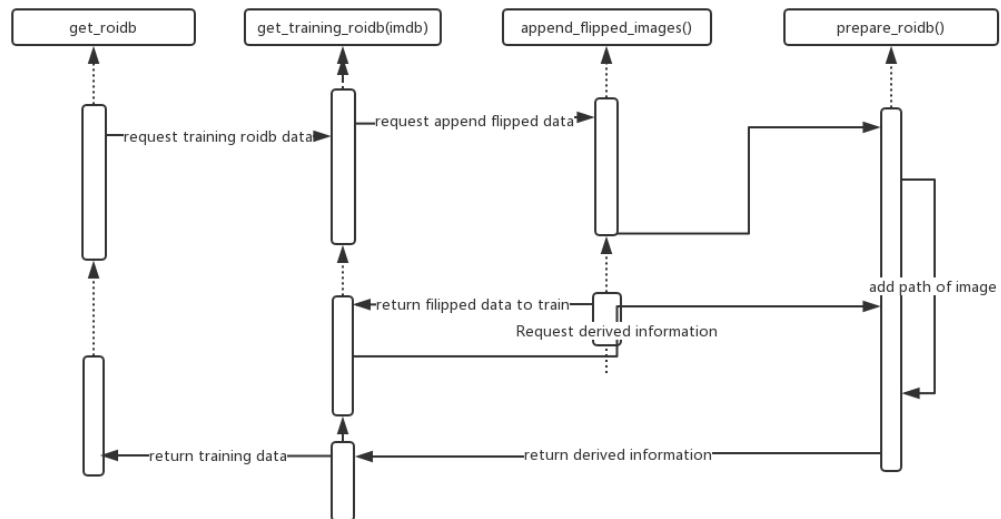 get_roidb
get_training_roidb(imdb)
append_flipped_images()
prepare_roidb()
request training roidb data
request append flipped data
add path of image
return filipped data to train
Request derived information
return training data
return derived information